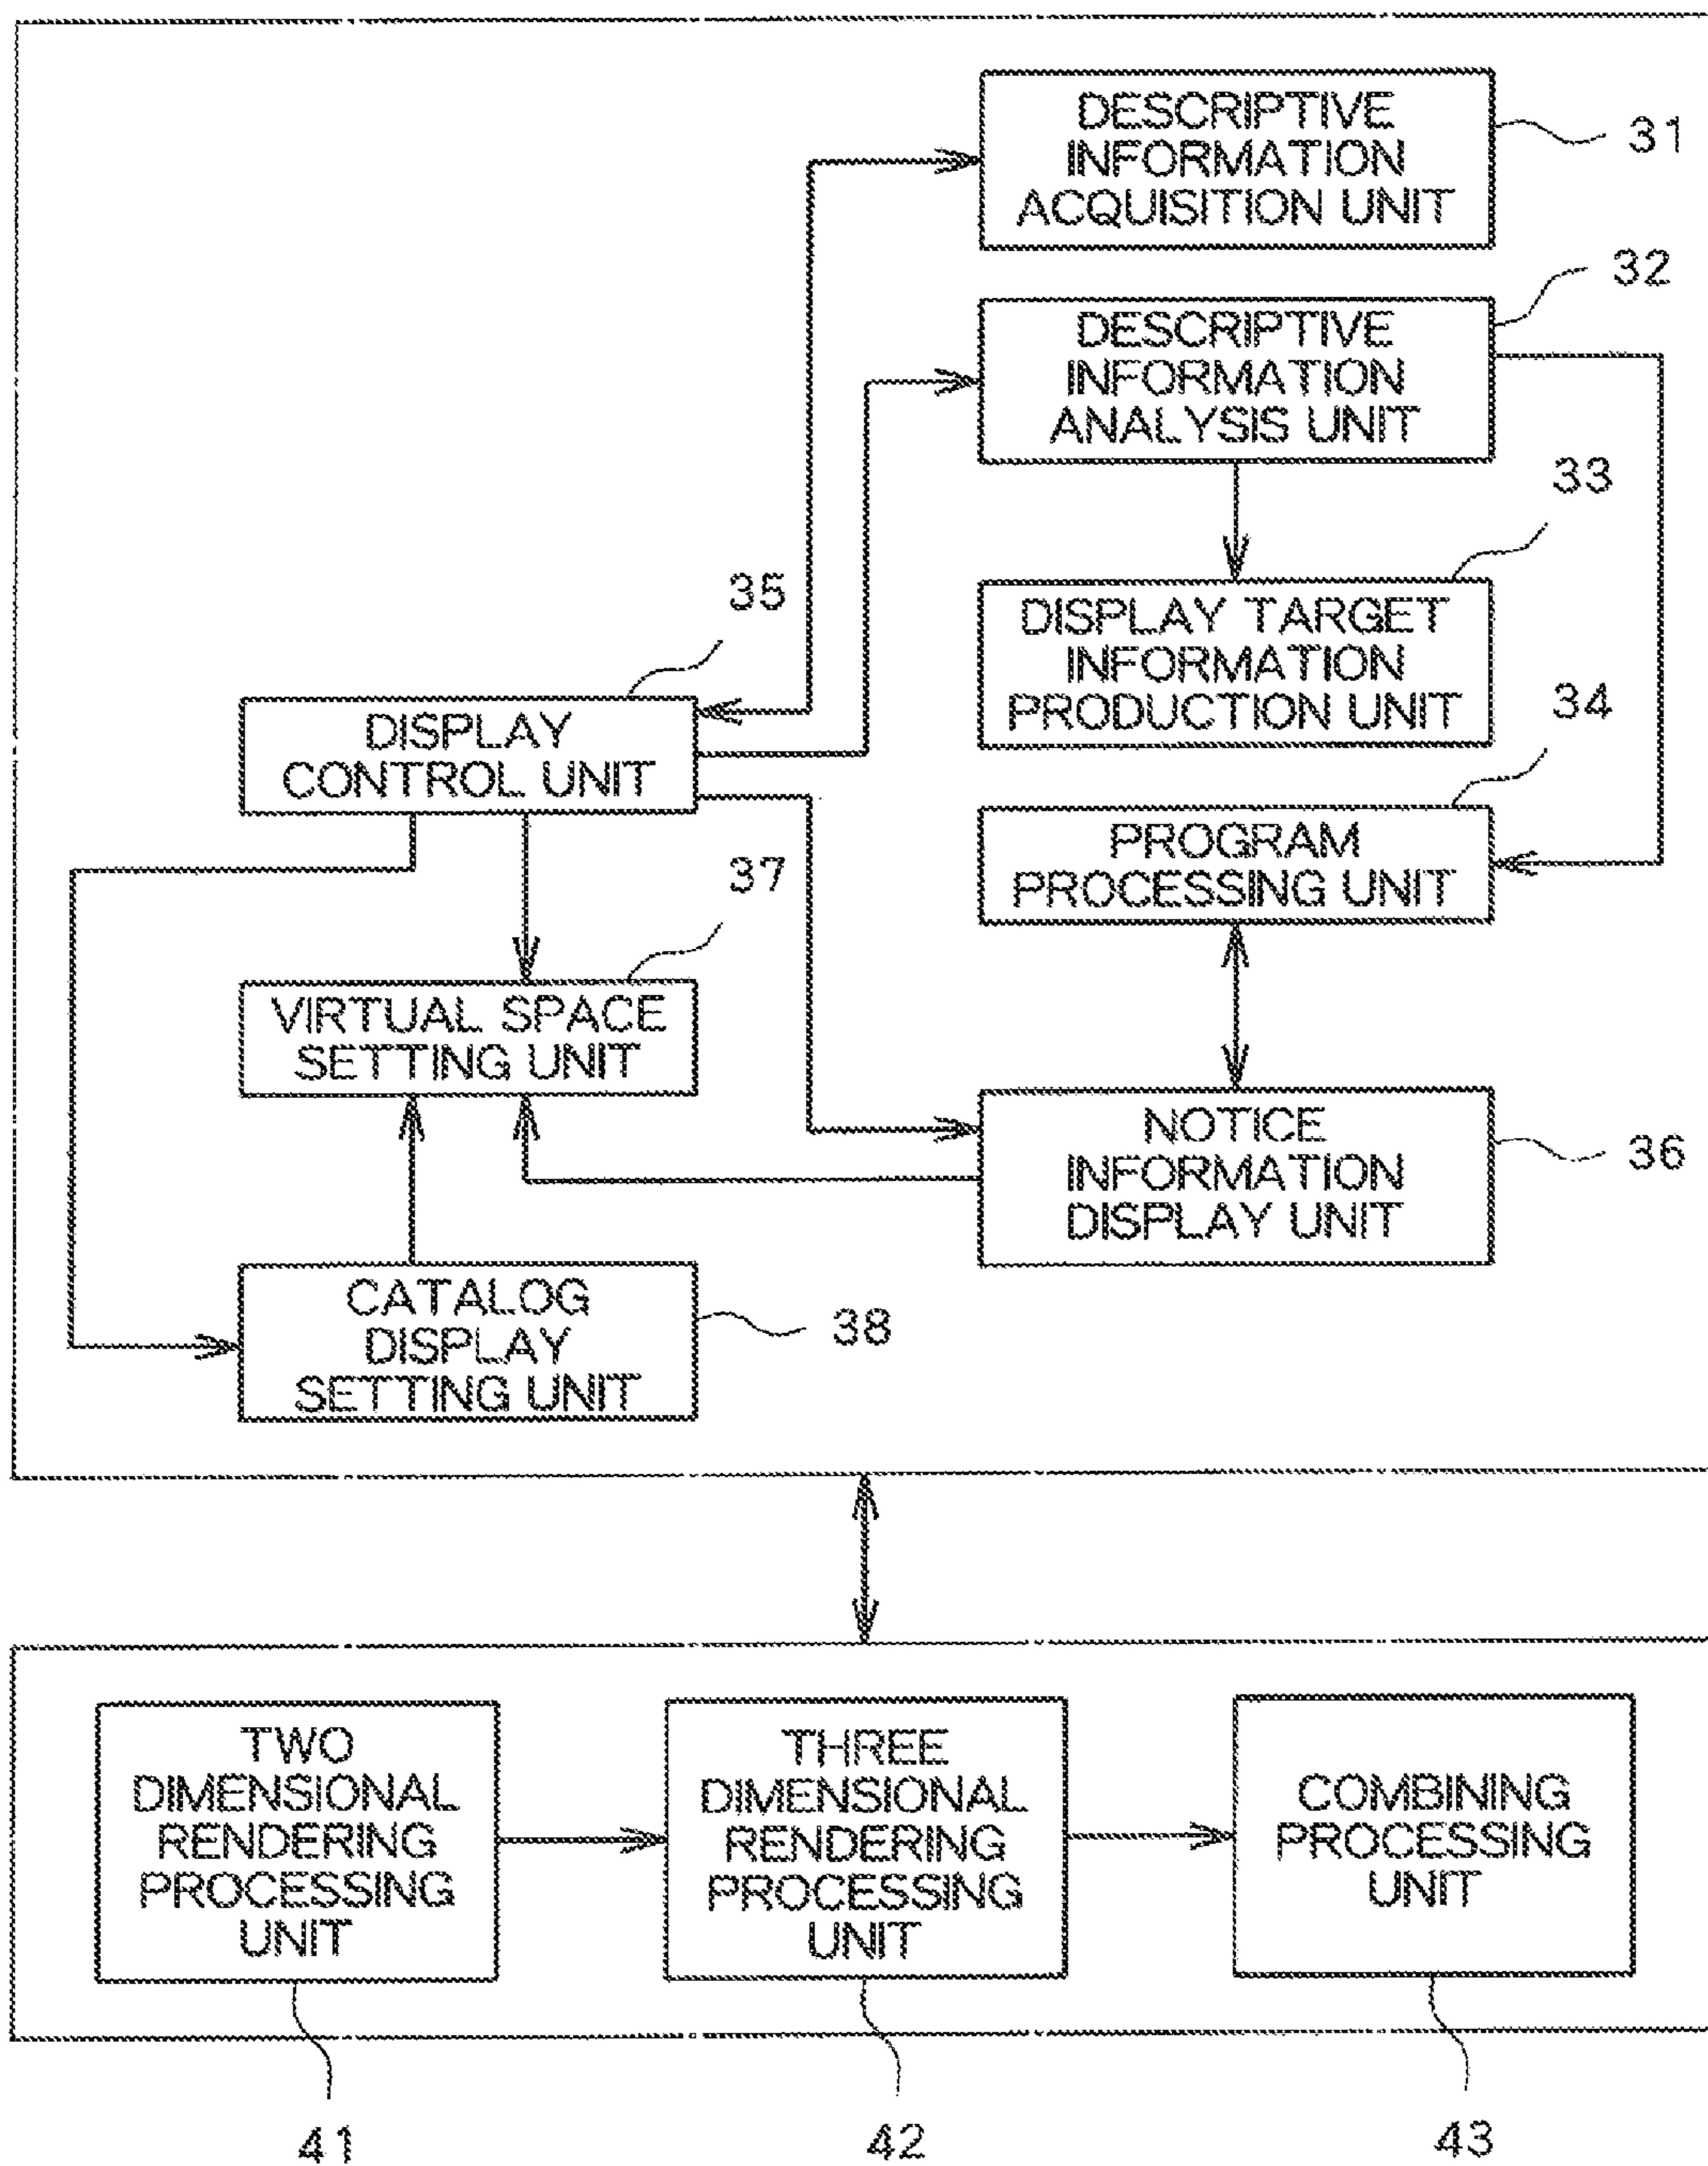 DESCRIPTIVE
INFORMATION
ACQUISITION UNIT
31
DESCRIPTIVE
INFORMATION
ANALYSIS UNIT
32
DISPLAY TARGET
INFORMATION
PRODUCTION UNIT
33
DISPLAY
CONTROL UNIT
35
PROGRAM
PROCESSING UNIT
34
VIRTUAL SPACE
SETTING UNIT
37
NOTICE
INFORMATION
DISPLAY UNIT
36
CATALOG
DISPLAY
SETTING UNIT
38
TWO
DIMENSIONAL
RENDERING
PROCESSING
UNIT
41
THREE
DIMENSIONAL
RENDERING
PROCESSING
UNIT
42
COMBINING
PROCESSING
UNIT
43